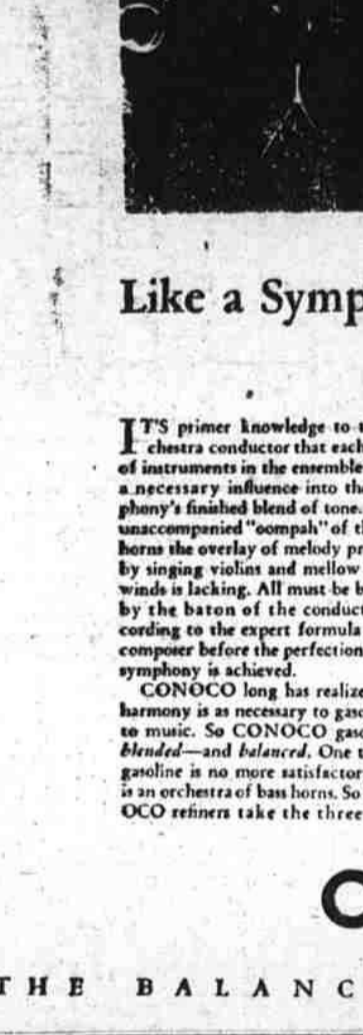 Like a Symp
IT'S primer knowledge to t
chestra conductor that each
of instruments in the ensemble
a necessary influence into th
phony's finished blend of tone.
unaccompanied "oompah" of th
horns the overlay of melody pr
by singing violins and mellow
winds is lacking. All must be b
by the baton of the conduct
cording to the expert formula
composer before the perfection
symphony is achieved.
CONOCO long has realize
harmony is as necessary to gaso
to music. So CONOCO gaso
blended—and balanced. One t
gasoline is no more satisfactor
is an orchestra of bass horns. So
OCO refiners take the three
C
THE BALANC